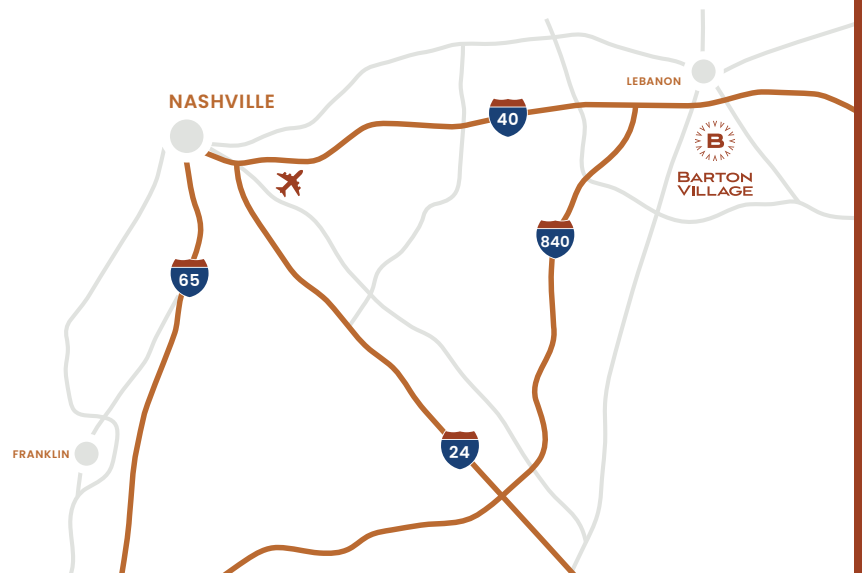 LEBANON
NASHVILLE
40
B
BARTON
VILLAGE
840
65
24
FRANKLIN